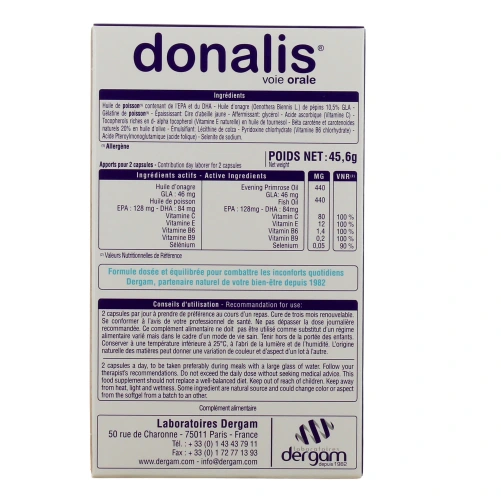 donalis®
voie orale
Ingrédients
Huile de poisson⁽¹⁾ contenant de l'EPA et du DHA - Huile d'onagre (Oenothera Biennis L.) de pépins 10,5% GLA -
Gélatine de poisson⁽¹⁾ - Épaississant: Cire d'abeille jaune - Affermissant: glycérol - Acide ascorbique (Vitamine C) -
Tocophérols riches en d- alpha tocophérol (Vitamine E naturelle) en huile de tournesol - Bêta carotène et caroténoïdes
naturels 20% en huile d'olive - Emulsifiant: Lécithine de colza - Pyridoxine chlorhydrate (Vitamine B6 chlorhydrate) -
Acide Pteroylmonoglutamique (acide folique) - Sélénite de sodium.
⁽¹⁾ Allergène
POIDS NET : 45,6g
Net weight
Apports pour 2 capsules - Contribution day laborer for 2 capsules
Ingrédients actifs - Active Ingredients MG VNR⁽²⁾
Huile d'onagre Evening Primrose Oil 440
GLA : 46 mg GLA : 46 mg
Huile de poisson Fish Oil 440
EPA : 128 mg - DHA : 84 mg EPA : 128mg - DHA : 84mg
Vitamine C Vitamin C 80 100 %
Vitamine E Vitamin E 12 100 %
Vitamine B6 Vitamin B6 1,4 100 %
Vitamine B9 Vitamin B9 0,2 100 %
Sélénium Selenium 0,05 90 %
⁽²⁾ Valeurs Nutritionnelles de Référence
Formule dosée et équilibrée pour combattre les inconforts quotidiens
Dergam, partenaire naturel de votre bien-être depuis 1982
Conseils d'utilisation - Recommendation for use:
2 capsules par jour à prendre de préférence au cours d'un repas. Cure de trois mois renouvelable.
Se conformer à l'avis de votre professionnel de santé. Ne pas dépasser la dose journalière
recommandée. Ce complément alimentaire ne doit pas être utilisé comme substitut d'un régime
alimentaire varié mais dans le cadre d'un mode de vie sain. Tenir hors de la portée des enfants.
Conserver à une température inférieure à 25°C, à l'abri de la lumière et de l'humidité. L'origine
naturelle des matières peut donner une variation de couleur et d'aspect d'un lot à l'autre.
2 capsules a day, to be taken preferably during meals with a large glass of water. Follow your
therapist's recommendations. Do not exceed the daily dose without seeking medical advice. This
food supplement should not replace a well-balanced diet. Keep out of reach of children. Keep away
from heat, light and wetness. Some ingredient are natural source and could change color or aspect
from the softgel from a batch to an other.
Complément alimentaire
Laboratoires Dergam
50 rue de Charonne - 75011 Paris - France
Tél. : + 33 (0) 1 43 43 79 11
Fax : + 33 (0) 1 72 77 13 93
www.dergam.com - info@dergam.com
laboratoires
dergam
depuis 1982